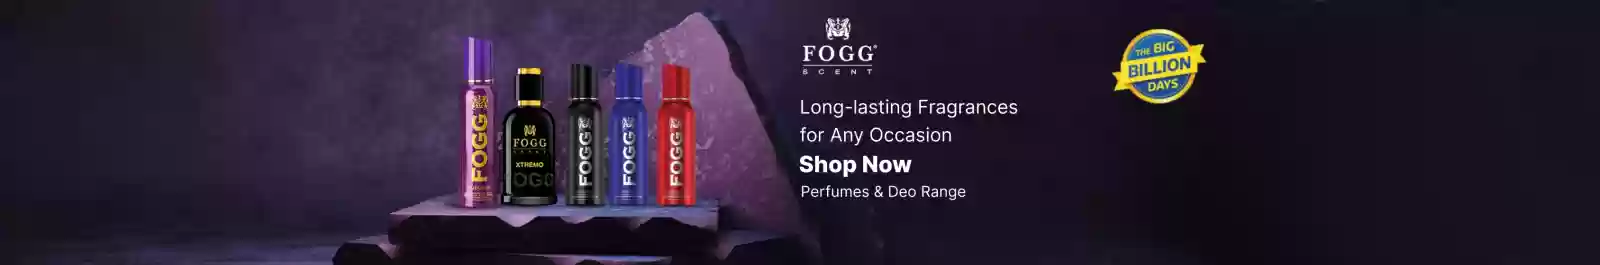 FOGG
SCENT
THE BIG
BILLION
DAYS
Long-lasting Fragrances
for Any Occasion
Shop Now
Perfumes & Deo Range
FOGG
FOGG
XTREMO
FOGG
FOGG
FOGG
FOGG